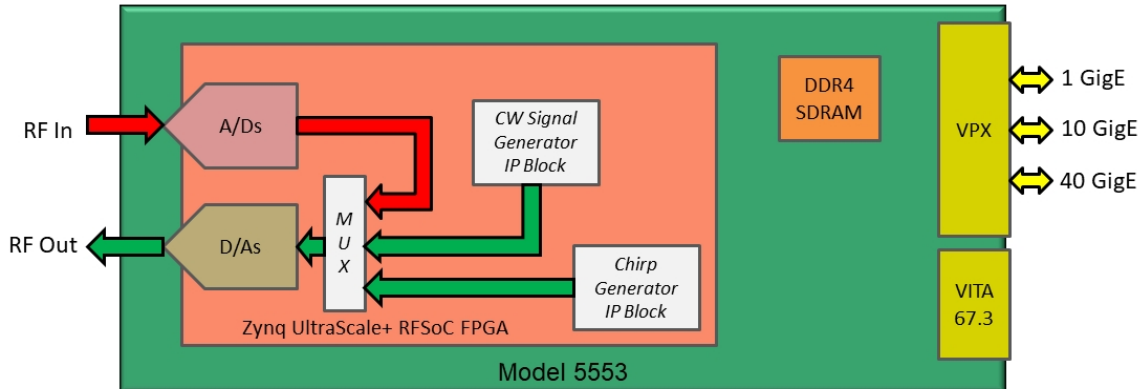 RF In
A/Ds
CW Signal
Generator
IP Block
DDR4
SDRAM
VPX
1 GigE
10 GigE
40 GigE
RF Out
D/As
M
U
X
Chirp
Generator
IP Block
VITA
67.3
Zynq UltraScale+ RFSoC FPGA
Model 5553